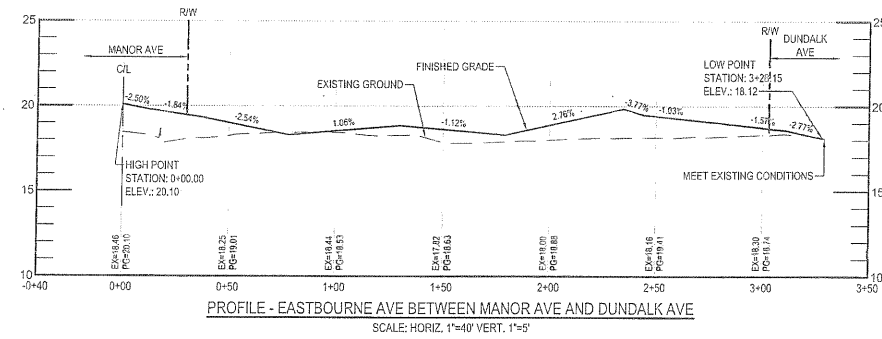 25
R/W
25
R/W
MANOR AVE
DUNDALK
AVE
C/L
FINISHED GRADE
LOW POINT
STATION: 3+28.15
ELEV.: 18.12
EXISTING GROUND
-2.50%
-1.84%
-2.54%
1.06%
-1.12%
2.76%
-3.77%
-1.03%
-1.57%
-2.77%
20
20
HIGH POINT
STATION: 0+00.00
ELEV.: 20.10
MEET EXISTING CONDITIONS
15
15
EX=18.46
PG=20.10
EX=18.25
PG=19.01
EX=18.44
PG=18.53
EX=17.82
PG=18.63
EX=18.00
PG=18.88
EX=18.16
PG=19.41
EX=18.30
PG=18.74
10
10
-0+40
0+00
0+50
1+00
1+50
2+00
2+50
3+00
3+50
PROFILE - EASTBOURNE AVE BETWEEN MANOR AVE AND DUNDALK AVE
SCALE: HORIZ. 1"=40' VERT. 1"=5'